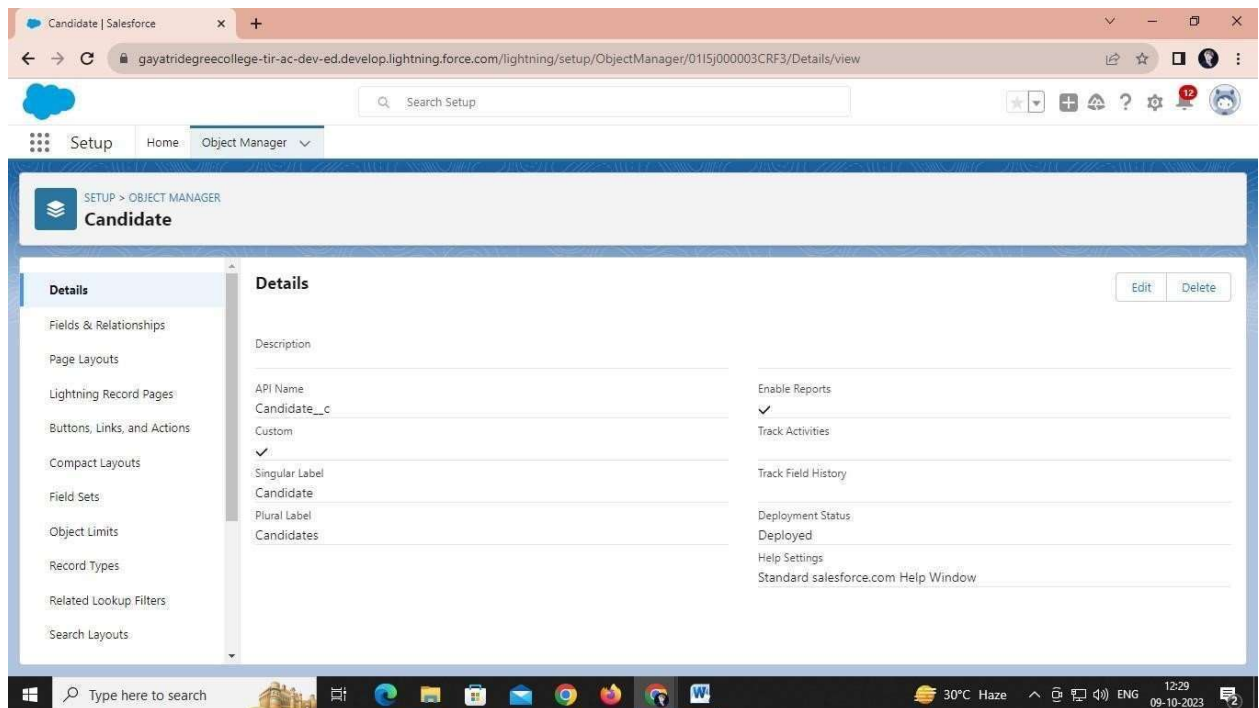 Candidate | Salesforce
gayatridegreecollege-tir-ac-dev-ed.develop.lightning.force.com/lightning/setup/ObjectManager/01I5j000003CRF3/Details/view
Search Setup
12
Setup Home Object Manager
SETUP > OBJECT MANAGER
Candidate
Details
Fields & Relationships
Page Layouts
Lightning Record Pages
Buttons, Links, and Actions
Compact Layouts
Field Sets
Object Limits
Record Types
Related Lookup Filters
Search Layouts
Details
Edit Delete
Description
API Name
Candidate__c
Custom
Singular Label
Candidate
Plural Label
Candidates
Enable Reports
Track Activities
Track Field History
Deployment Status
Deployed
Help Settings
Standard salesforce.com Help Window
Type here to search
30°C Haze
ENG
12:29
09-10-2023
2